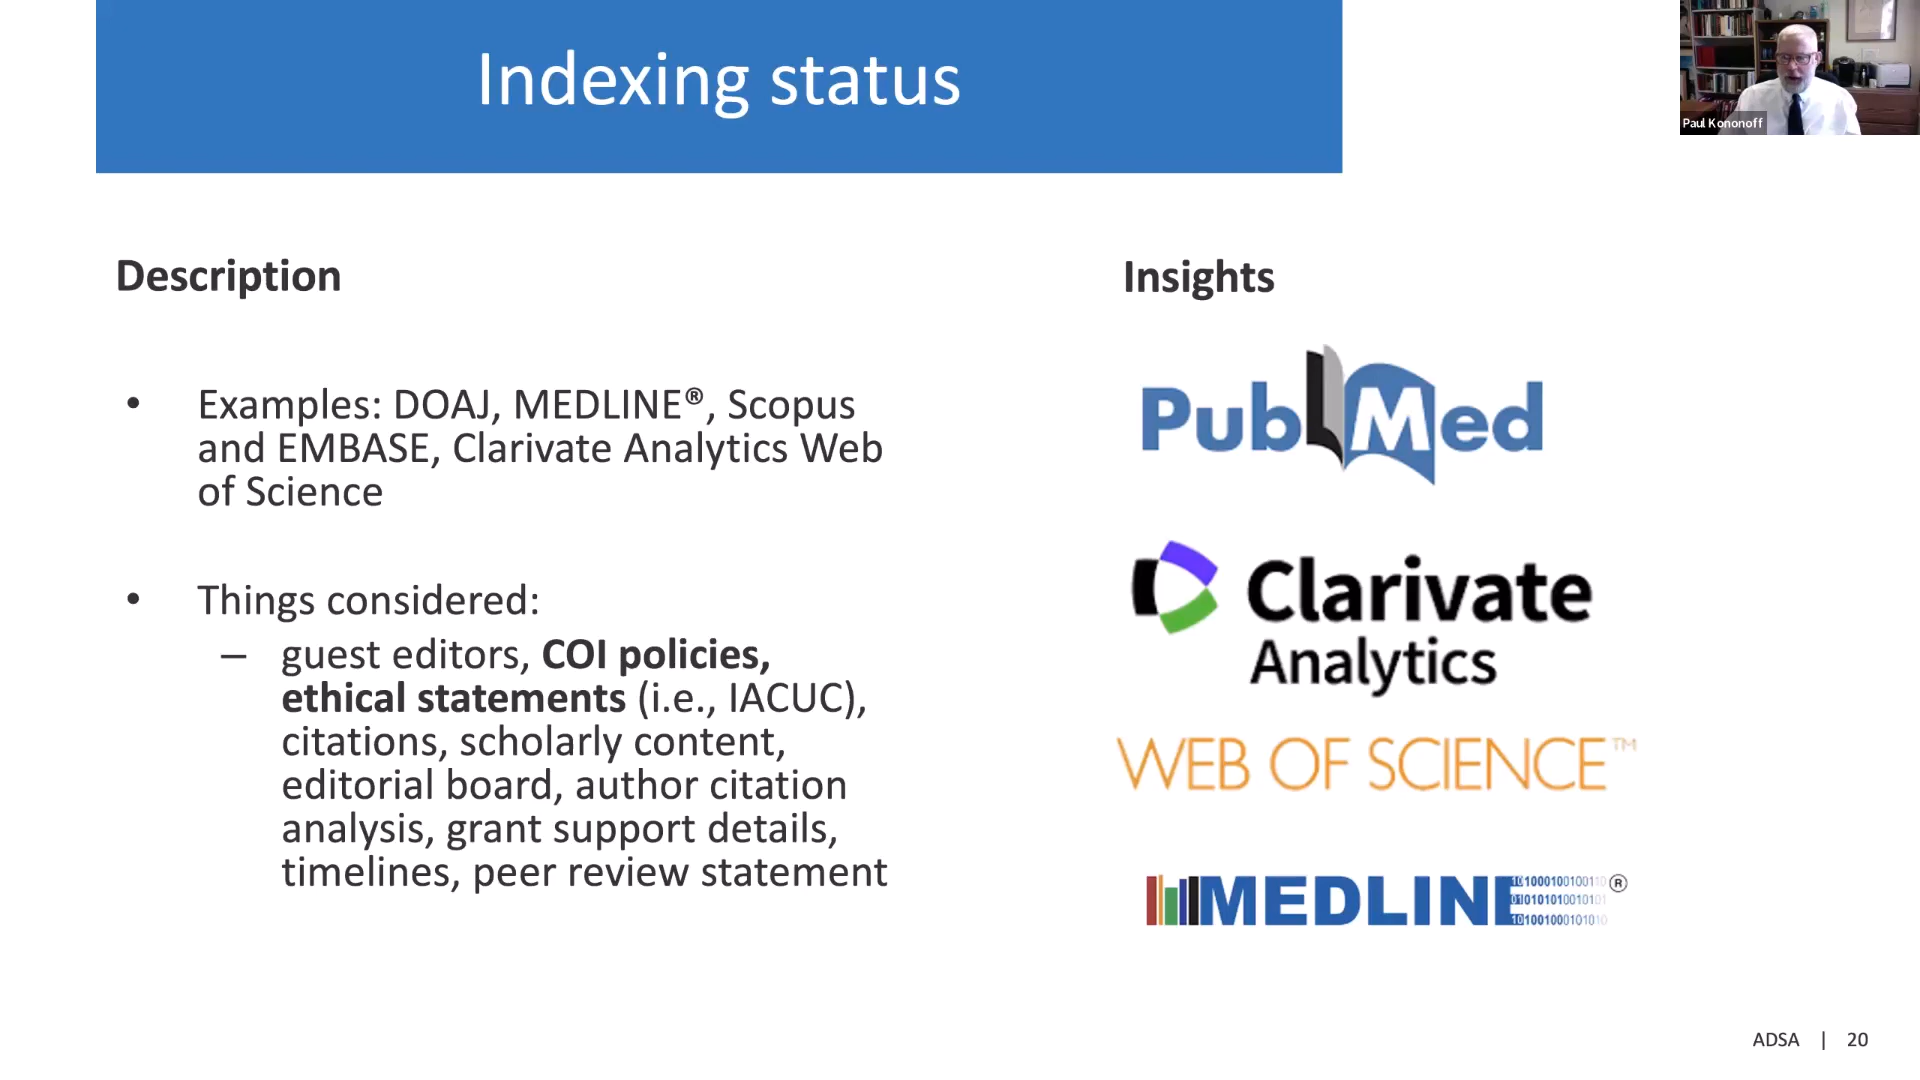 Indexing status
Paul Kononoff
Description
• Examples: DOAJ, MEDLINE®, Scopus
and EMBASE, Clarivate Analytics Web
of Science
• Things considered:
– guest editors, COI policies,
ethical statements (i.e., IACUC),
citations, scholarly content,
editorial board, author citation
analysis, grant support details,
timelines, peer review statement
Insights
PubMed
Clarivate
Analytics
WEB OF SCIENCE™
MEDLINE®
ADSA | 20